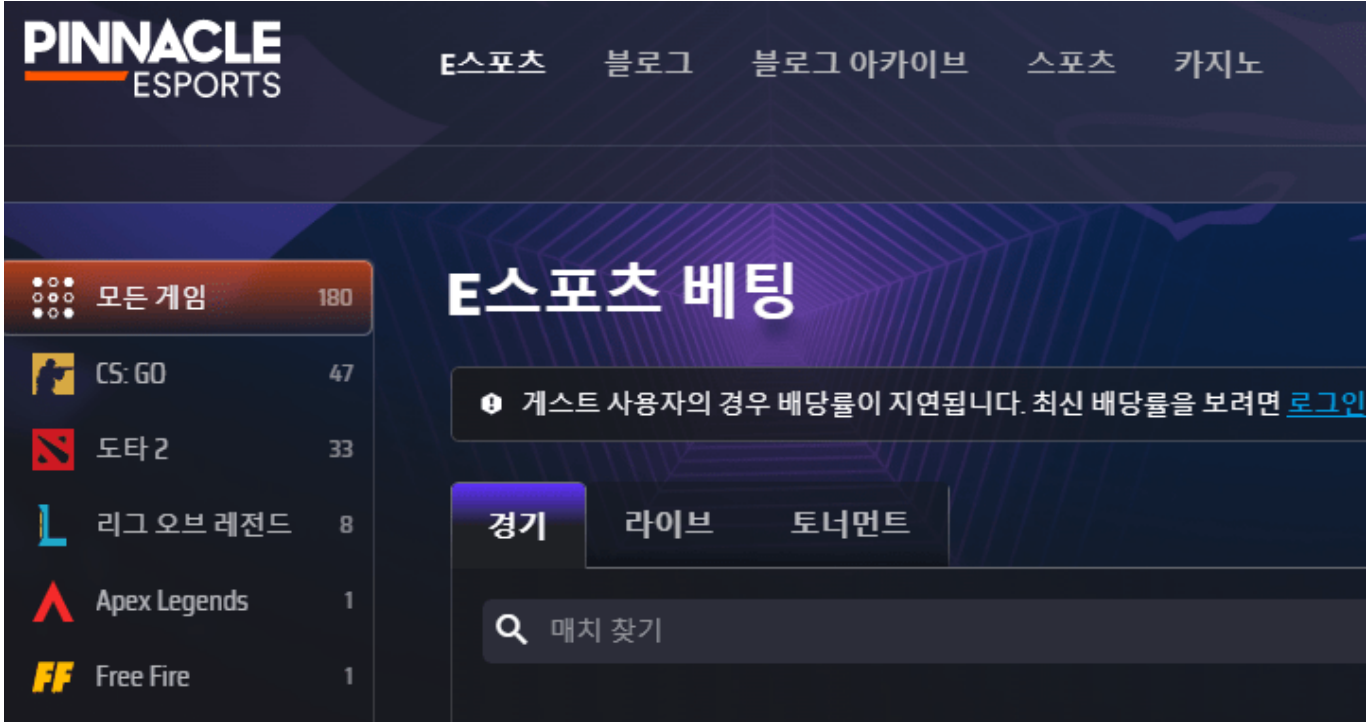 PINNACLE
ESPORTS
E스포츠 블로그 블로그 아카이브 스포츠 카지노
모든 게임 180
CS: GO 47
도타 2 33
리그 오브 레전드 8
Apex Legends 1
FF Free Fire 1
E스포츠 베팅
게스트 사용자의 경우 배당률이 지연됩니다. 최신 배당률을 보려면 로그인
경기 라이브 토너먼트
매치 찾기